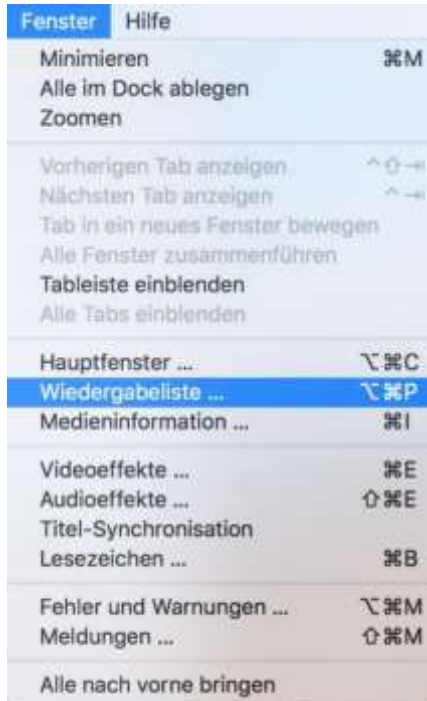 Fenster Hilfe
Minimieren ⌘M
Alle im Dock ablegen
Zoomen
Vorherigen Tab anzeigen ^⇧⇥
Nächsten Tab anzeigen ^⇥
Tab in ein neues Fenster bewegen
Alle Fenster zusammenführen
Tableiste einblenden
Alle Tabs einblenden
Hauptfenster ... ⌥⌘C
Wiedergabeliste ... ⌥⌘P
Medieninformation ... ⌘I
Videoeffekte ... ⌘E
Audioeffekte ... ⇧⌘E
Titel-Synchronisation
Lesezeichen ... ⌘B
Fehler und Warnungen ... ⌥⌘M
Meldungen ... ⇧⌘M
Alle nach vorne bringen